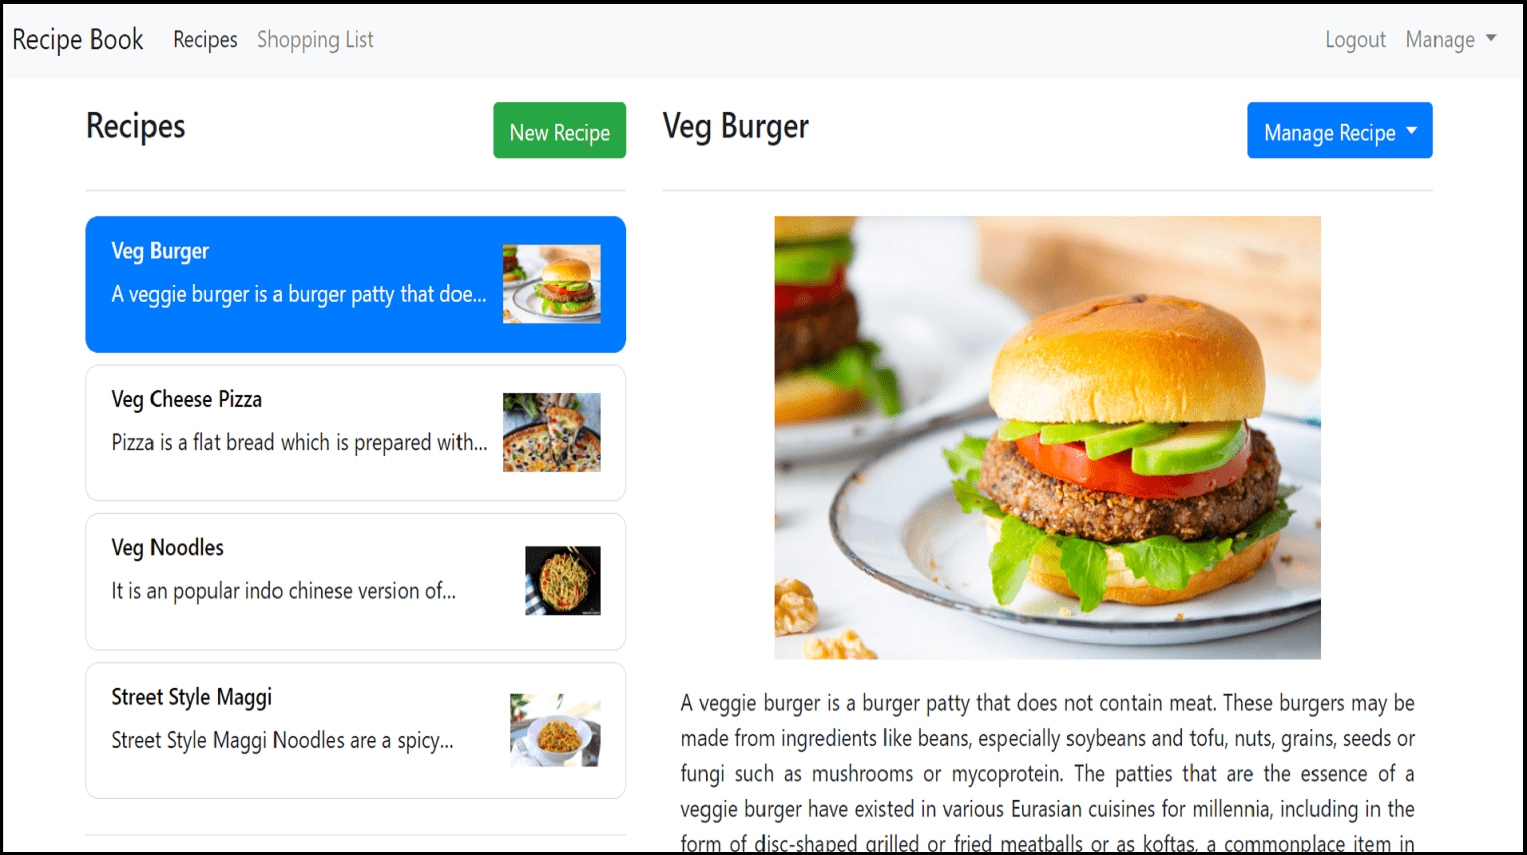 Recipe Book Recipes Shopping List Logout Manage
Recipes
New Recipe
Veg Burger
A veggie burger is a burger patty that doe...
Veg Cheese Pizza
Pizza is a flat bread which is prepared with...
Veg Noodles
It is an popular indo chinese version of...
Street Style Maggi
Street Style Maggi Noodles are a spicy...
Veg Burger
Manage Recipe
A veggie burger is a burger patty that does not contain meat. These burgers may be
made from ingredients like beans, especially soybeans and tofu, nuts, grains, seeds or
fungi such as mushrooms or mycoprotein. The patties that are the essence of a
veggie burger have existed in various Eurasian cuisines for millennia, including in the
form of disc-shaped grilled or fried meatballs or as koftas, a commonplace item in